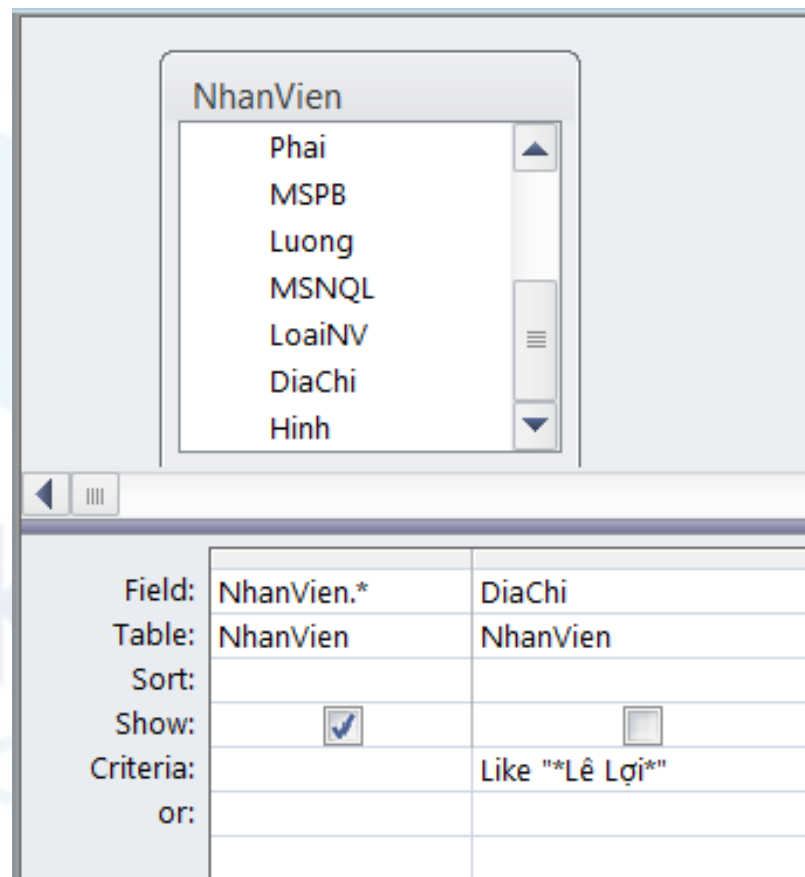 NhanVien
Phai
MSPB
Luong
MSNQL
LoaiNV
DiaChi
Hinh
Field: NhanVien.* DiaChi
Table: NhanVien NhanVien
Sort:
Show:
Criteria: Like "*Lê Lợi*"
or: